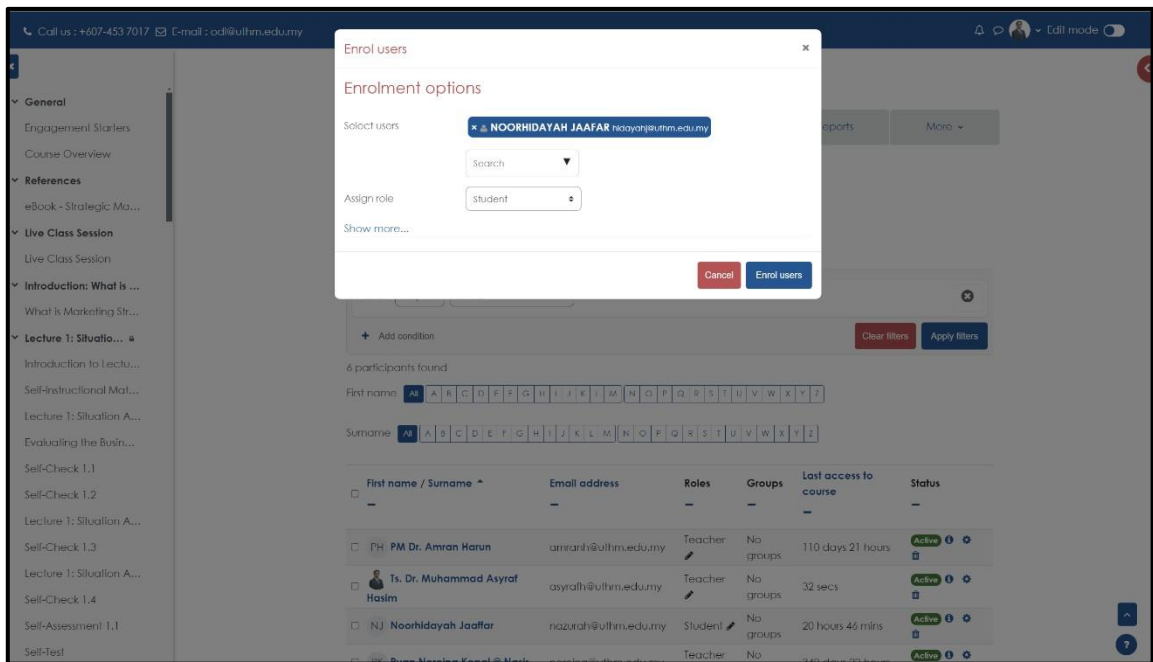 Call us : +607-453 7017 E-mail : odl@uthm.edu.my
Edit mode
Enrol users
×
Enrolment options
Select users
× NOORHIDAYAH JAAFAR hidayahj@uthm.edu.my
Search
Assign role
Student
Show more...
Cancel
Enrol users
General
Engagement Starters
Course Overview
References
eBook - Strategic Ma...
Live Class Session
Live Class Session
Introduction: What is ...
What is Marketing Str...
Lecture 1: Situatio...
Introduction to Lectu...
Self-Instructional Mat...
Lecture 1: Situation A...
Evaluating the Busin...
Self-Check 1.1
Self-Check 1.2
Lecture 1: Situation A...
Self-Check 1.3
Lecture 1: Situation A...
Self-Check 1.4
Self-Assessment 1.1
Self-Test
More
+ Add condition
Clear filters
Apply filters
6 participants found
First name All A B C D E F G H I J K L M N O P Q R S T U V W X Y Z
Surname All A B C D E F G H I J K L M N O P Q R S T U V W X Y Z
First name / Surname Email address Roles Groups Last access to course Status
PH PM Dr. Amran Harun amranh@uthm.edu.my Teacher No groups 110 days 21 hours Active
Ts. Dr. Muhammad Asyraf Hasim asyrafh@uthm.edu.my Teacher No groups 32 secs Active
NJ Noorhidayah Jaaffar nazurah@uthm.edu.my Student No groups 20 hours 46 mins Active
Teacher No Active
?